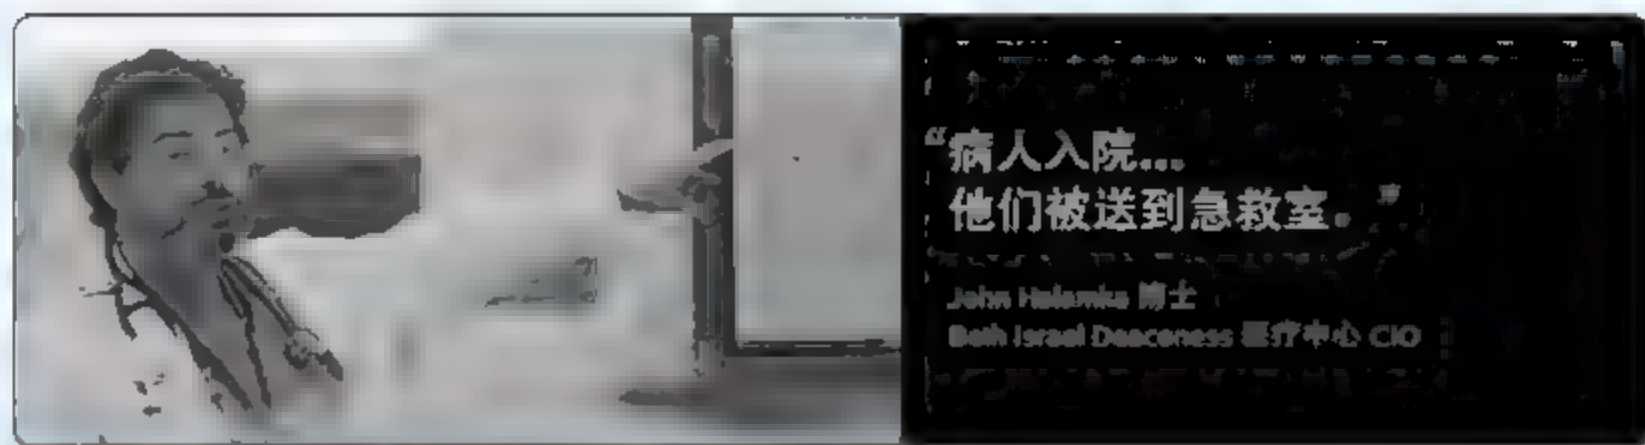 “病人入院...
他们被送到急救室。”
John Halamka 博士
Beth Israel Deaconess 医疗中心 CIO